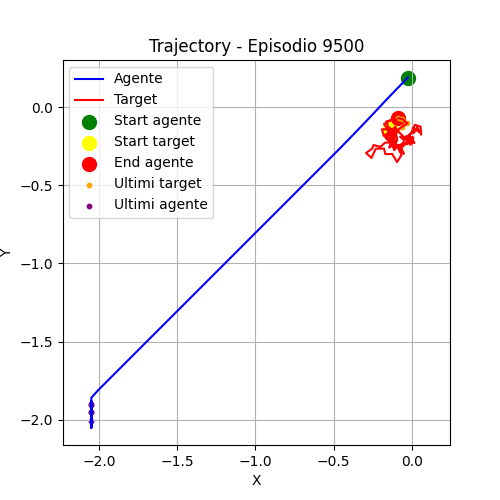 Trajectory - Episodio 9500
Agente
Target
Start agente
Start target
End agente
Ultimi target
Ultimi agente
0.0
−0.5
−1.0
−1.5
−2.0
Y
−2.0 −1.5 −1.0 −0.5 0.0
X